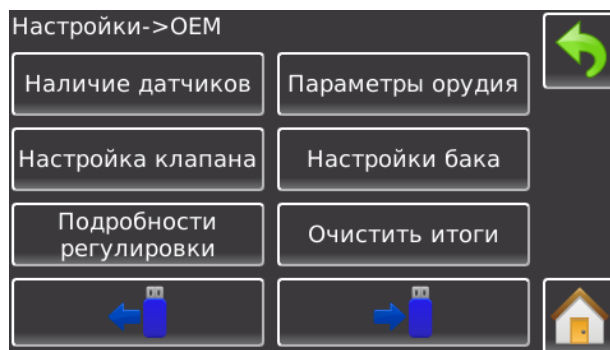 Настройки->OEM
Наличие датчиков
Параметры орудия
Настройка клапана
Настройки бака
Подробности
регулировки
Очистить итоги